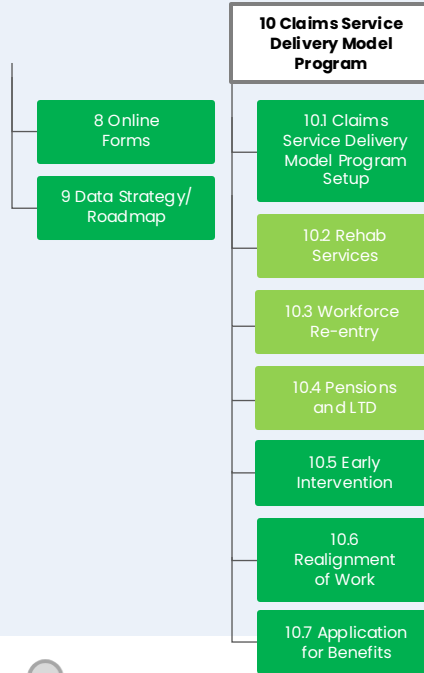 10 Claims Service
Delivery Model
Program
8 Online
Forms
9 Data Strategy/
Roadmap
10.1 Claims
Service Delivery
Model Program
Setup
10.2 Rehab
Services
10.3 Workforce
Re-entry
10.4 Pensions
and LTD
10.5 Early
Intervention
10.6
Realignment
of Work
10.7 Application
for Benefits